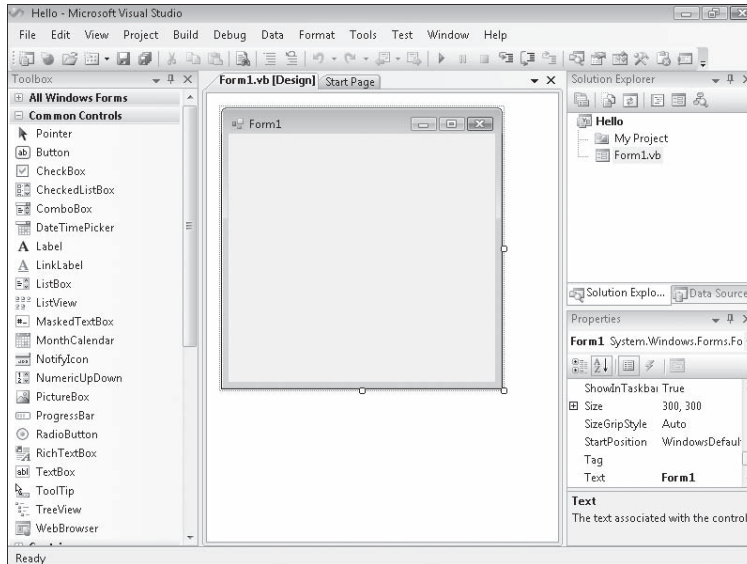 Hello - Microsoft Visual Studio
File Edit View Project Build Debug Data Format Tools Test Window Help
Toolbox
All Windows Forms
Common Controls
Pointer
Button
CheckBox
CheckedListBox
ComboBox
DateTimePicker
A Label
A LinkLabel
ListBox
ListView
MaskedTextBox
MonthCalendar
NotifyIcon
NumericUpDown
PictureBox
ProgressBar
RadioButton
RichTextBox
TextBox
ToolTip
TreeView
WebBrowser
Form1.vb [Design] Start Page
Form1
Solution Explorer
Hello
My Project
Form1.vb
Solution Explo... Data Source
Properties
Form1 System.Windows.Forms.Fo
ShowInTaskbar True
Size 300, 300
SizeGripStyle Auto
StartPosition WindowsDefault
Tag
Text Form1
Text
The text associated with the control
Ready